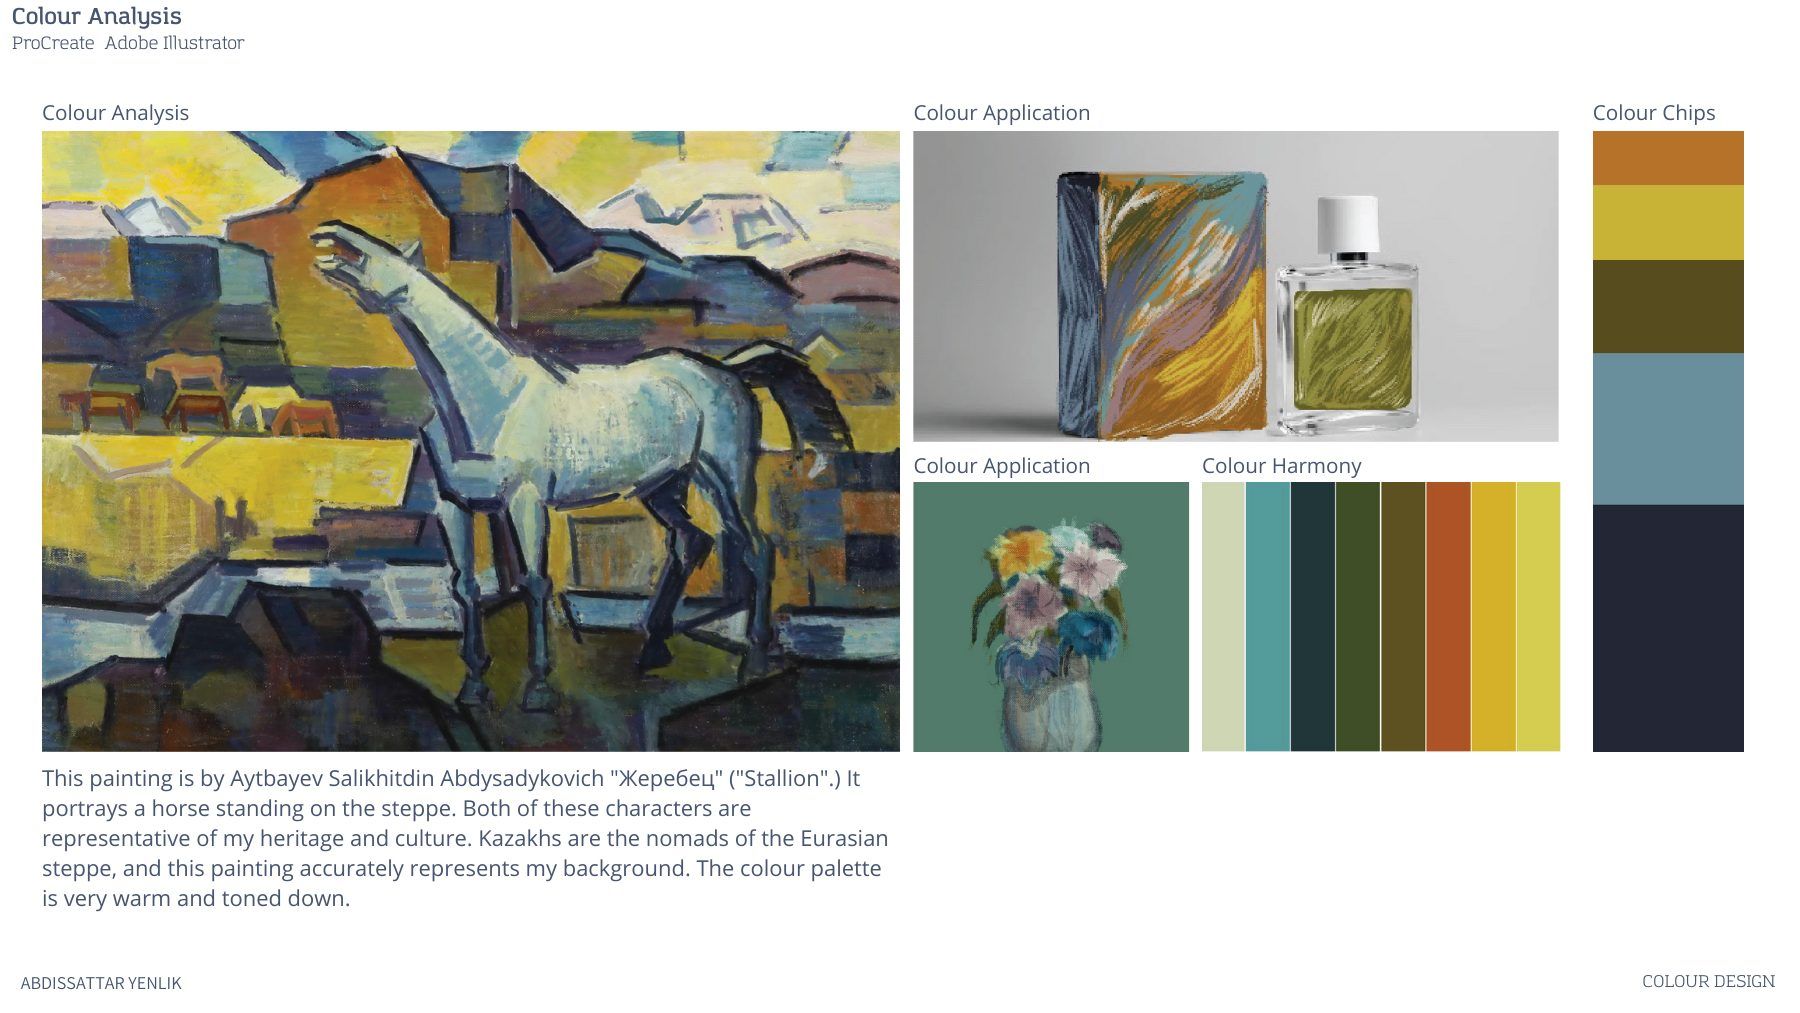 Colour Analysis
ProCreate Adobe Illustrator
Colour Analysis
Colour Application
Colour Chips
Colour Application
Colour Harmony
This painting is by Aytbayev Salikhitdin Abdysadykovich "Жеребец" ("Stallion".) It
portrays a horse standing on the steppe. Both of these characters are
representative of my heritage and culture. Kazakhs are the nomads of the Eurasian
steppe, and this painting accurately represents my background. The colour palette
is very warm and toned down.
ABDISSATTAR YENLIK
COLOUR DESIGN